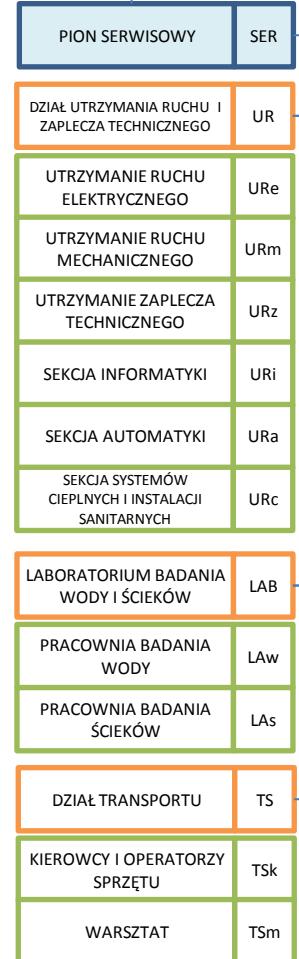 PION SERWISOWY SER
DZIAŁ UTRZYMANIA RUCHU I
ZAPLECZA TECHNICZNEGO UR
UTRZYMANIE RUCHU
ELEKTRYCZNEGO URe
UTRZYMANIE RUCHU
MECHANICZNEGO URm
UTRZYMANIE ZAPLECZA
TECHNICZNEGO URz
SEKCJA INFORMATYKI URi
SEKCJA AUTOMATYKI URa
SEKCJA SYSTEMÓW
CIEPLNYCH I INSTALACJI
SANITARNYCH URc
LABORATORIUM BADANIA
WODY I ŚCIEKÓW LAB
PRACOWNIA BADANIA
WODY LAw
PRACOWNIA BADANIA
ŚCIEKÓW LAs
DZIAŁ TRANSPORTU TS
KIEROWCY I OPERATORZY
SPRZĘTU TSk
WARSZTAT TSm